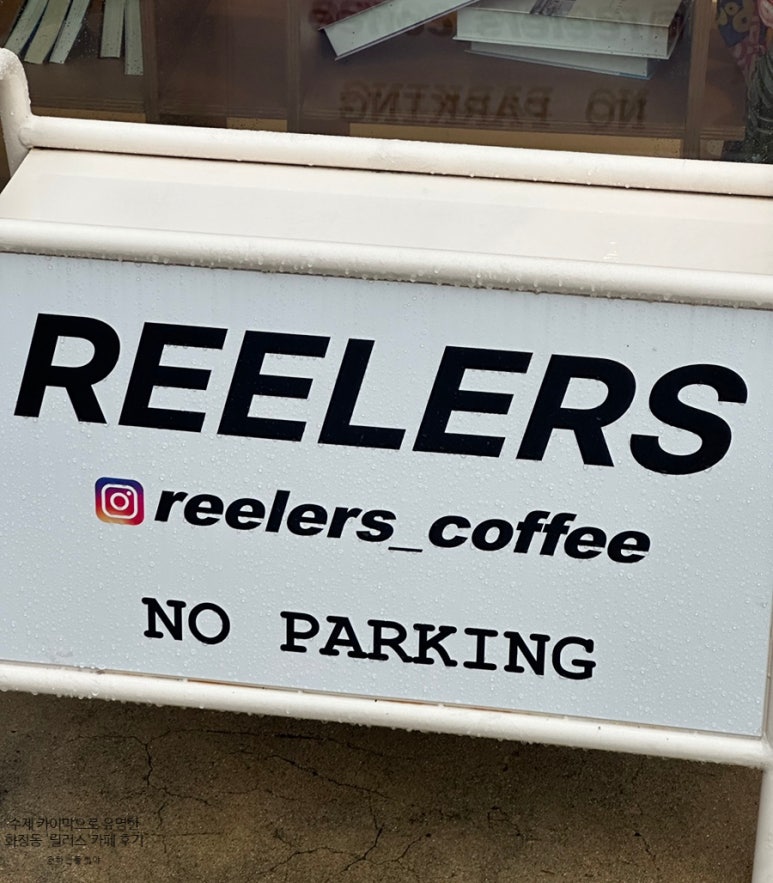 REELERS
reelers_coffee
NO PARKING
수제 카이막으로 유명한
화정동 릴러스 카페 후기